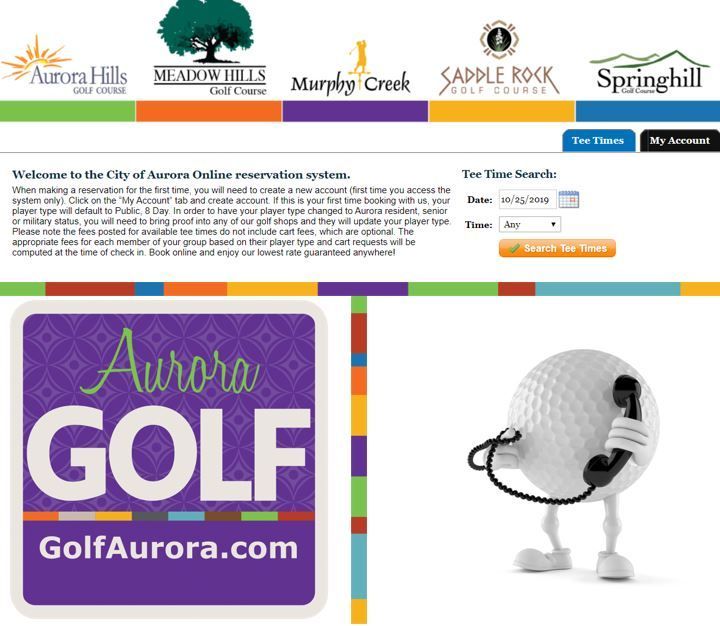 Aurora Hills
GOLF COURSE
MEADOW HILLS
Golf Course
Murphy Creek
SADDLE ROCK
GOLF COURSE
Springhill
Golf Course
Tee Times
My Account
Welcome to the City of Aurora Online reservation system.
When making a reservation for the first time, you will need to create a new account (first time you access the
system only). Click on the "My Account" tab and create account. If this is your first time booking with us, your
player type will default to Public, 8 Day. In order to have your player type changed to Aurora resident, senior
or military status, you will need to bring proof into any of our golf shops and they will update your player type.
Please note the fees posted for available tee times do not include cart fees, which are optional. The
appropriate fees for each member of your group based on their player type and cart requests will be
computed at the time of check in. Book online and enjoy our lowest rate guaranteed anywhere!
Tee Time Search:
Date: 10/25/2019
Time: Any
Search Tee Times
Aurora
GOLF
GolfAurora.com